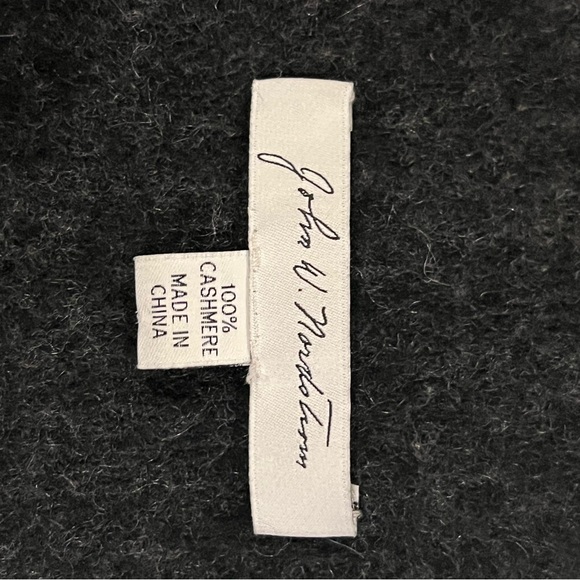 John W. Nordstrom
100%
CASHMERE
MADE IN
CHINA